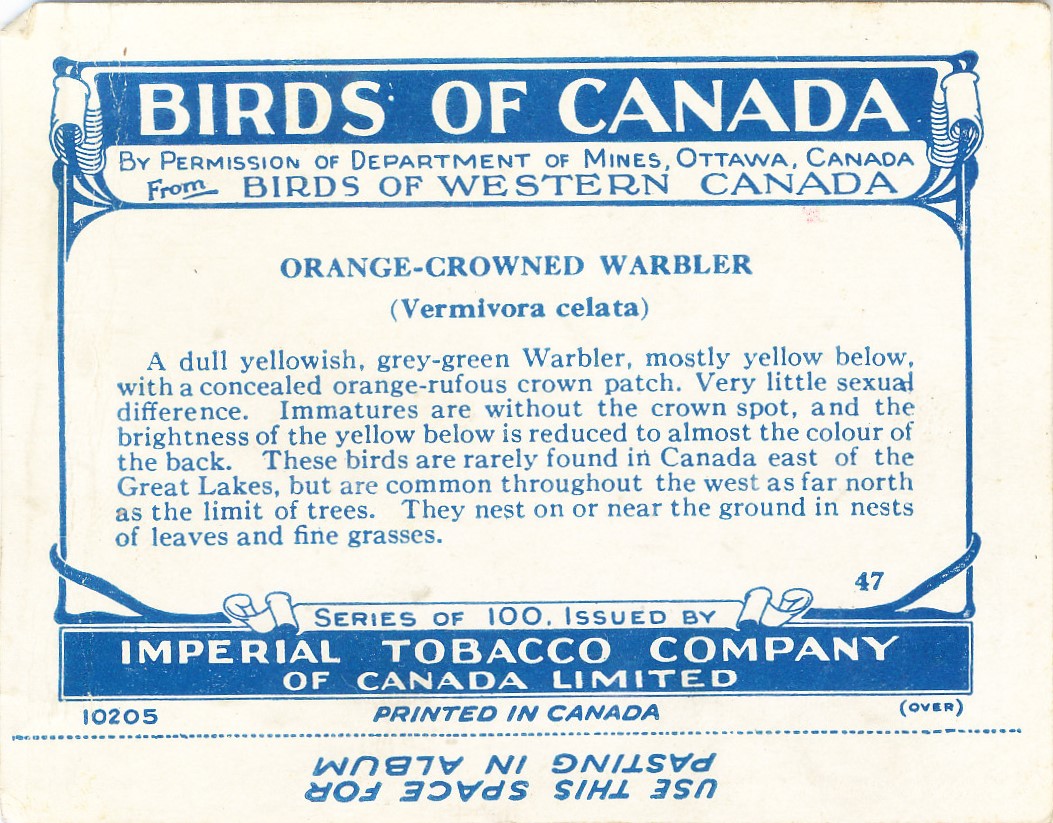 BIRDS OF CANADA
BY PERMISSION OF DEPARTMENT OF MINES, OTTAWA, CANADA
From BIRDS OF WESTERN CANADA
ORANGE-CROWNED WARBLER
(Vermivora celata)
A dull yellowish, grey-green Warbler, mostly yellow below,
with a concealed orange-rufous crown patch. Very little sexual
difference. Immatures are without the crown spot, and the
brightness of the yellow below is reduced to almost the colour of
the back. These birds are rarely found in Canada east of the
Great Lakes, but are common throughout the west as far north
as the limit of trees. They nest on or near the ground in nests
of leaves and fine grasses.
47
SERIES OF 100. ISSUED BY
IMPERIAL TOBACCO COMPANY
OF CANADA LIMITED
10205 PRINTED IN CANADA (OVER)
USE THIS SPACE FOR
PASTING IN ALBUM